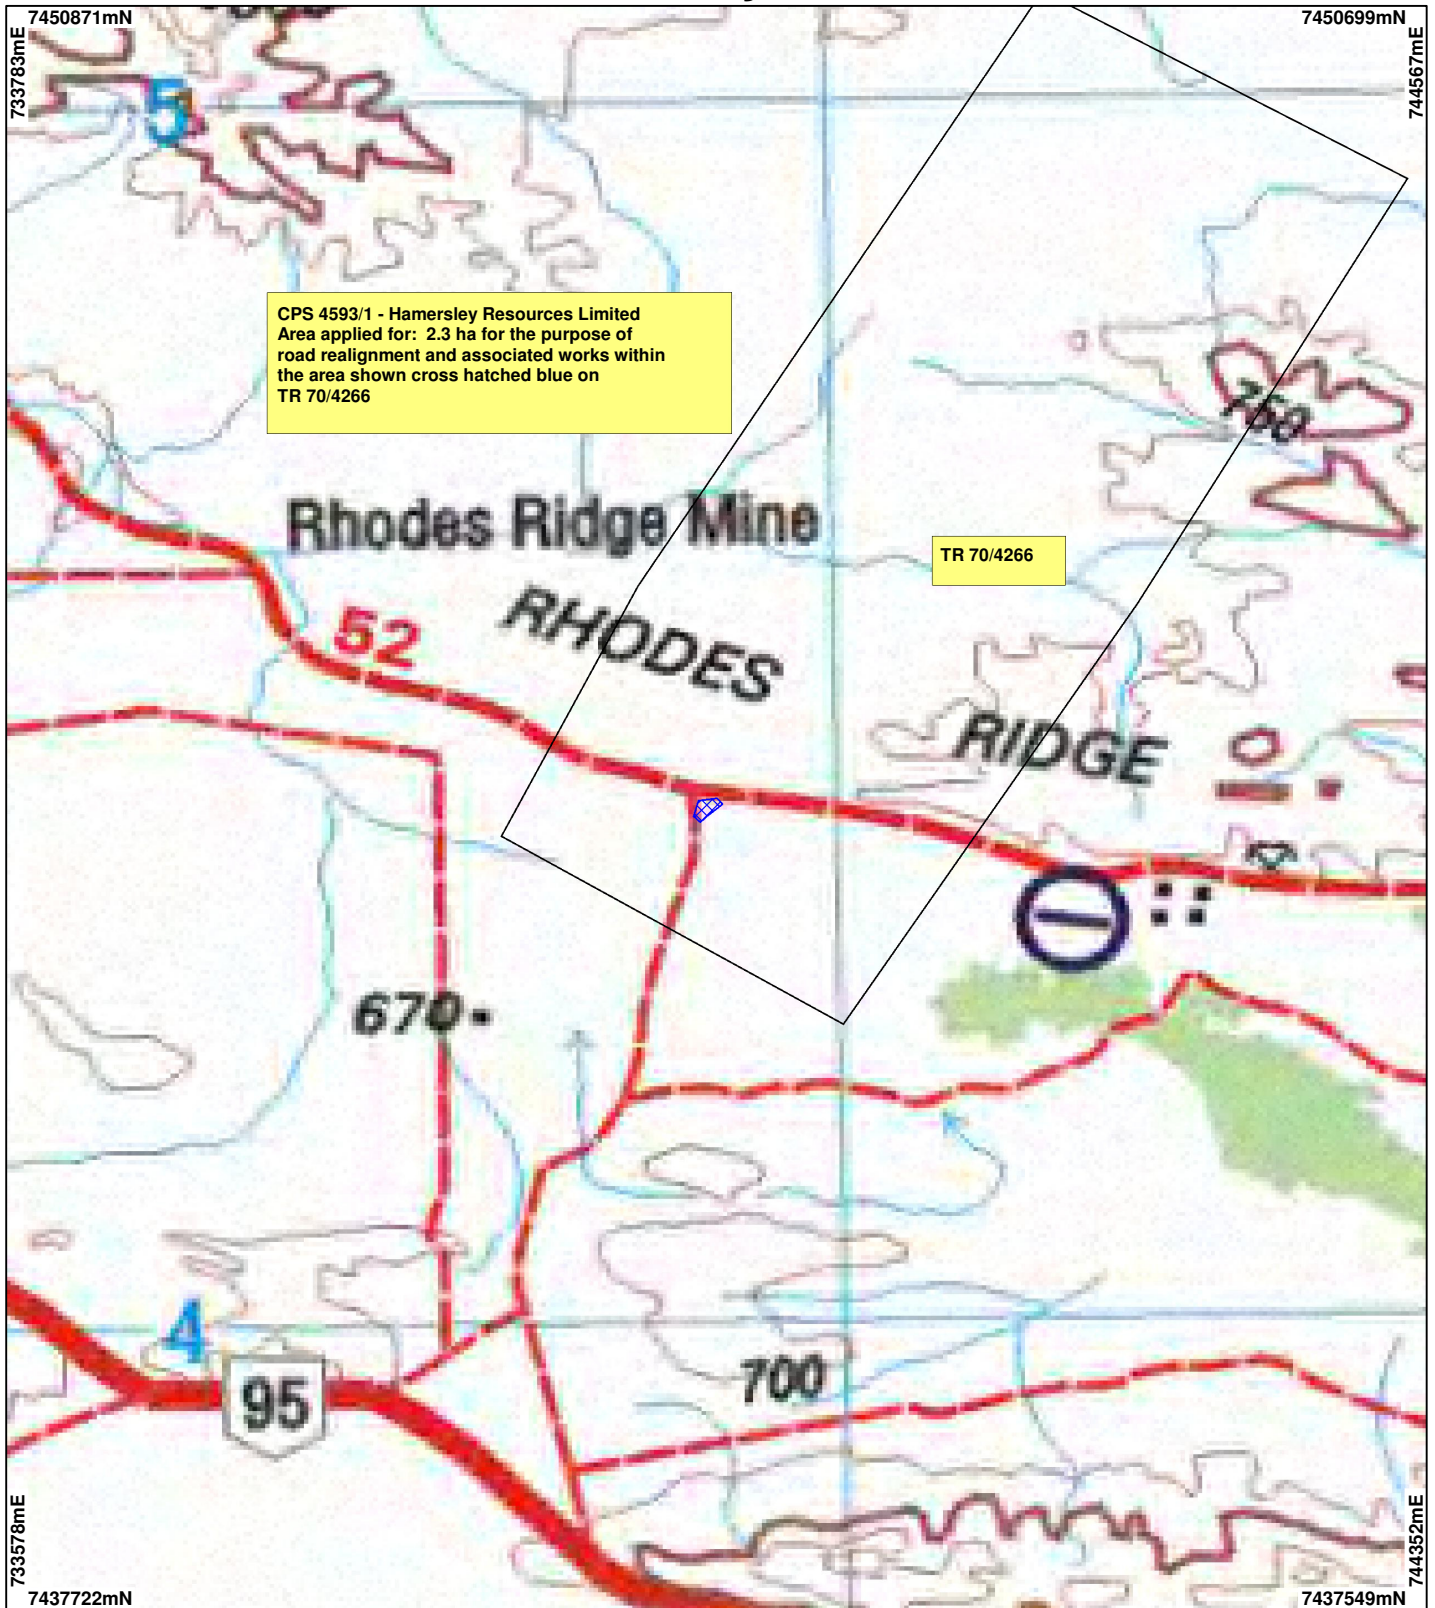 7450871mN
7450699mN
733783mE
744567mE
5
CPS 4593/1 - Hamersley Resources Limited
Area applied for: 2.3 ha for the purpose of
road realignment and associated works within
the area shown cross hatched blue on
TR 70/4266
750
Rhodes Ridge Mine
TR 70/4266
RHODES
52
RIDGE
670
4
95
700
733578mE
744352mE
7437722mN
7437549mN